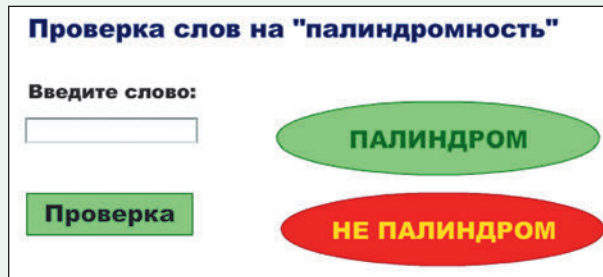 Проверка слов на "палиндромность"
Введите слово:
ПАЛИНДРОМ
Проверка
НЕ ПАЛИНДРОМ